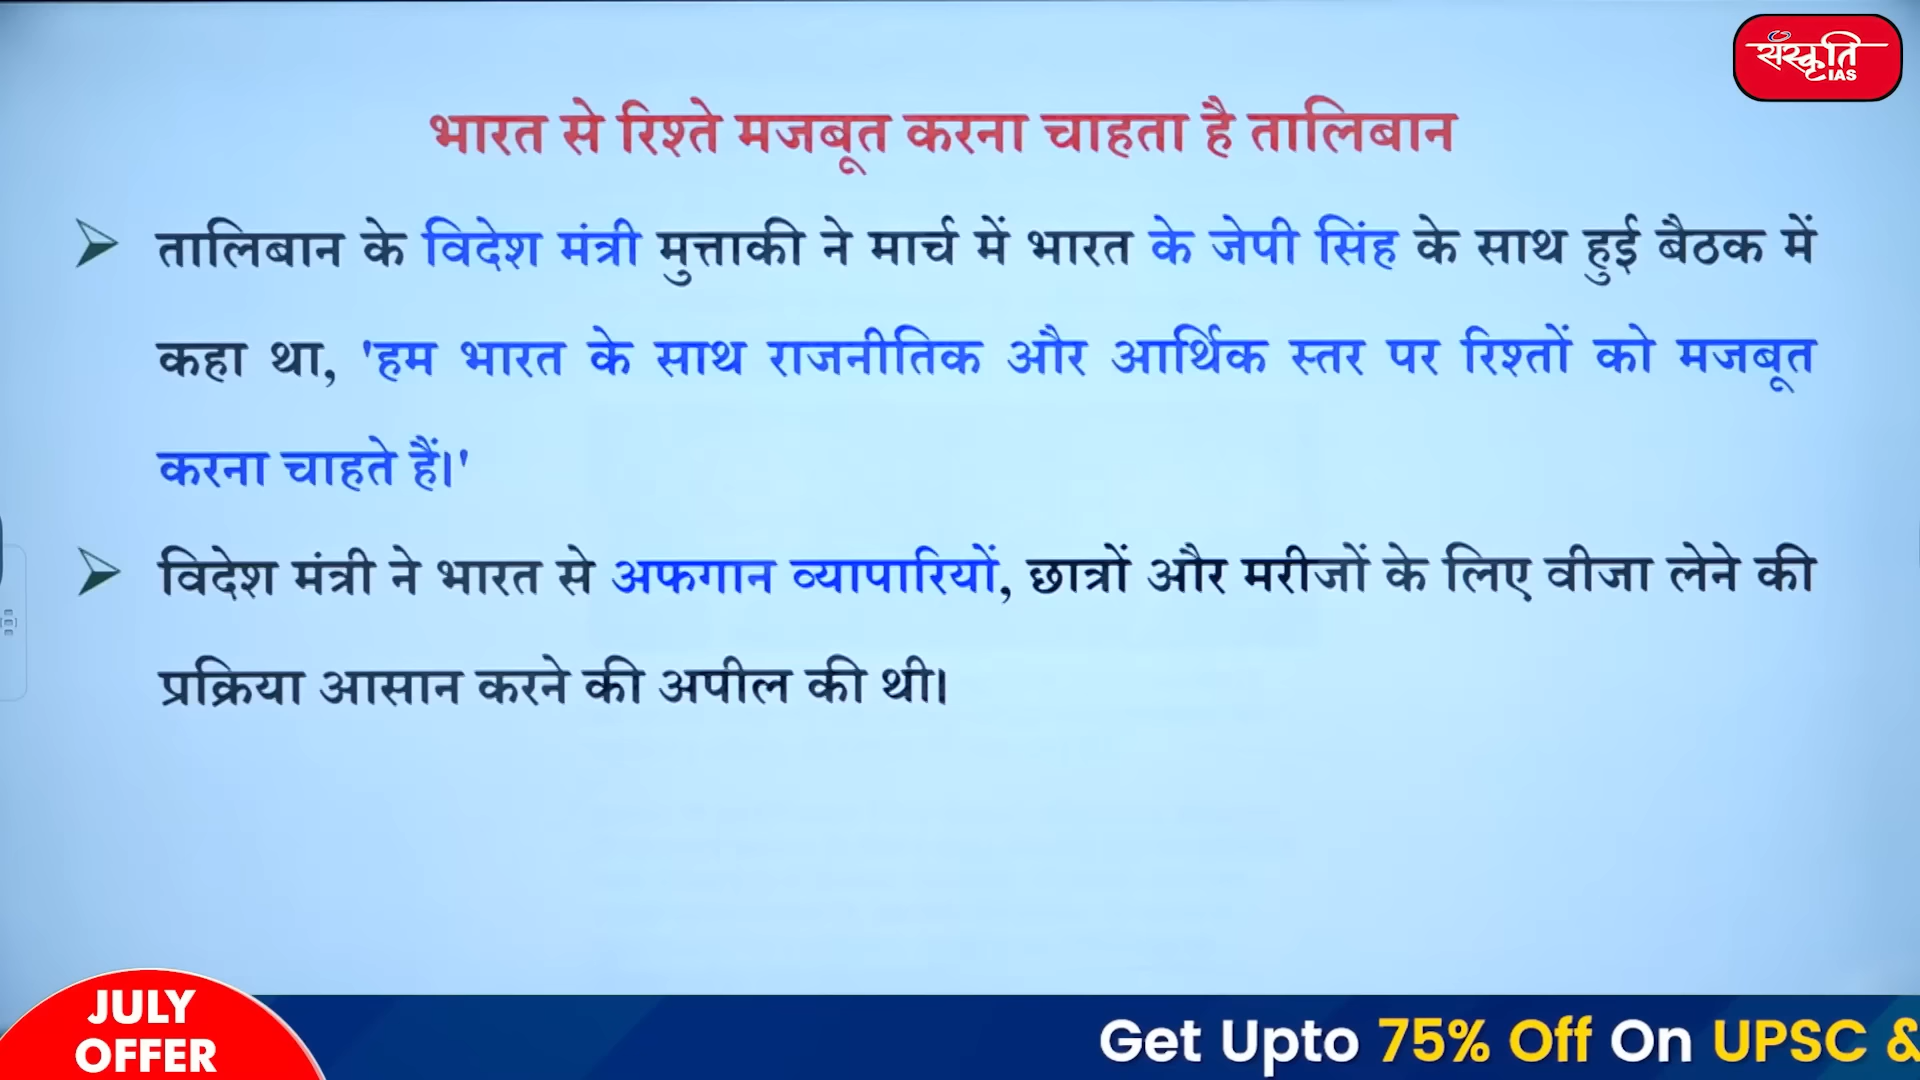 संस्कृति
IAS
भारत से रिश्ते मजबूत करना चाहता है तालिबान
तालिबान के विदेश मंत्री मुत्ताकी ने मार्च में भारत के जेपी सिंह के साथ हुई बैठक में
कहा था, 'हम भारत के साथ राजनीतिक और आर्थिक स्तर पर रिश्तों को मजबूत
करना चाहते हैं।'
विदेश मंत्री ने भारत से अफगान व्यापारियों, छात्रों और मरीजों के लिए वीजा लेने की
प्रक्रिया आसान करने की अपील की थी।
JULY
OFFER
Get Upto 75% Off On UPSC &